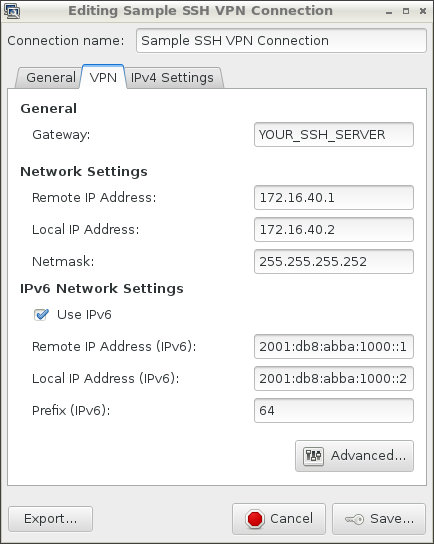 Editing Sample SSH VPN Connection
Connection name: Sample SSH VPN Connection
General VPN IPv4 Settings
General
Gateway: YOUR_SSH_SERVER
Network Settings
Remote IP Address: 172.16.40.1
Local IP Address: 172.16.40.2
Netmask: 255.255.255.252
IPv6 Network Settings
Use IPv6
Remote IP Address (IPv6): 2001:db8:abba:1000::1
Local IP Address (IPv6): 2001:db8:abba:1000::2
Prefix (IPv6): 64
Advanced...
Export... Cancel Save...